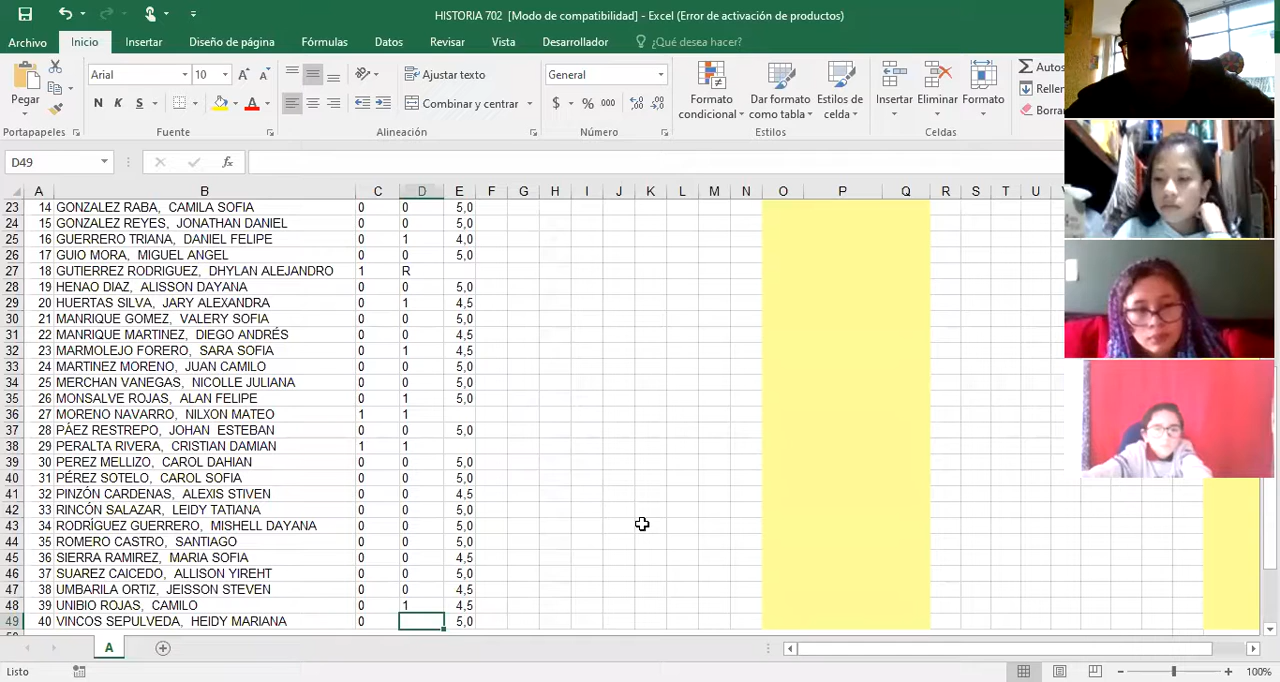 HISTORIA 702 [Modo de compatibilidad] - Excel (Error de activación de productos)
Archivo Inicio Insertar Diseño de página Fórmulas Datos Revisar Vista Desarrollador ¿Qué desea hacer?
Pegar
Arial 10
N K S
Ajustar texto
Combinar y centrar
General
$ % 000
Formato condicional
Dar formato como tabla
Estilos de celda
Insertar
Eliminar
Formato
Autos
Rellen
Borra
Portapapeles Fuente Alineación Número Estilos Celdas
D49 fx
A B C D E F G H I J K L M N O P Q R S T U
23 14 GONZALEZ RABA, CAMILA SOFIA 0 0 5,0
24 15 GONZALEZ REYES, JONATHAN DANIEL 0 0 5,0
25 16 GUERRERO TRIANA, DANIEL FELIPE 0 1 4,0
26 17 GUIO MORA, MIGUEL ANGEL 0 0 5,0
27 18 GUTIERREZ RODRIGUEZ, DHYLAN ALEJANDRO 1 R
28 19 HENAO DIAZ, ALISSON DAYANA 0 0 5,0
29 20 HUERTAS SILVA, JARY ALEXANDRA 0 1 4,5
30 21 MANRIQUE GOMEZ, VALERY SOFIA 0 0 5,0
31 22 MANRIQUE MARTINEZ, DIEGO ANDRÉS 0 0 4,5
32 23 MARMOLEJO FORERO, SARA SOFIA 0 1 4,5
33 24 MARTINEZ MORENO, JUAN CAMILO 0 0 5,0
34 25 MERCHAN VANEGAS, NICOLLE JULIANA 0 0 5,0
35 26 MONSALVE ROJAS, ALAN FELIPE 0 1 5,0
36 27 MORENO NAVARRO, NILXON MATEO 1 1
37 28 PÁEZ RESTREPO, JOHAN ESTEBAN 0 0 5,0
38 29 PERALTA RIVERA, CRISTIAN DAMIAN 1 1
39 30 PEREZ MELLIZO, CAROL DAHIAN 0 0 5,0
40 31 PÉREZ SOTELO, CAROL SOFIA 0 0 5,0
41 32 PINZÓN CARDENAS, ALEXIS STIVEN 0 0 4,5
42 33 RINCÓN SALAZAR, LEIDY TATIANA 0 0 5,0
43 34 RODRÍGUEZ GUERRERO, MISHELL DAYANA 0 0 5,0
44 35 ROMERO CASTRO, SANTIAGO 0 0 5,0
45 36 SIERRA RAMIREZ, MARIA SOFIA 0 0 4,5
46 37 SUAREZ CAICEDO, ALLISON YIREHT 0 0 5,0
47 38 UMBARILA ORTIZ, JEISSON STEVEN 0 0 4,5
48 39 UNIBIO ROJAS, CAMILO 0 1 4,5
49 40 VINCOS SEPULVEDA, HEIDY MARIANA 0 5,0
A
Listo 100%